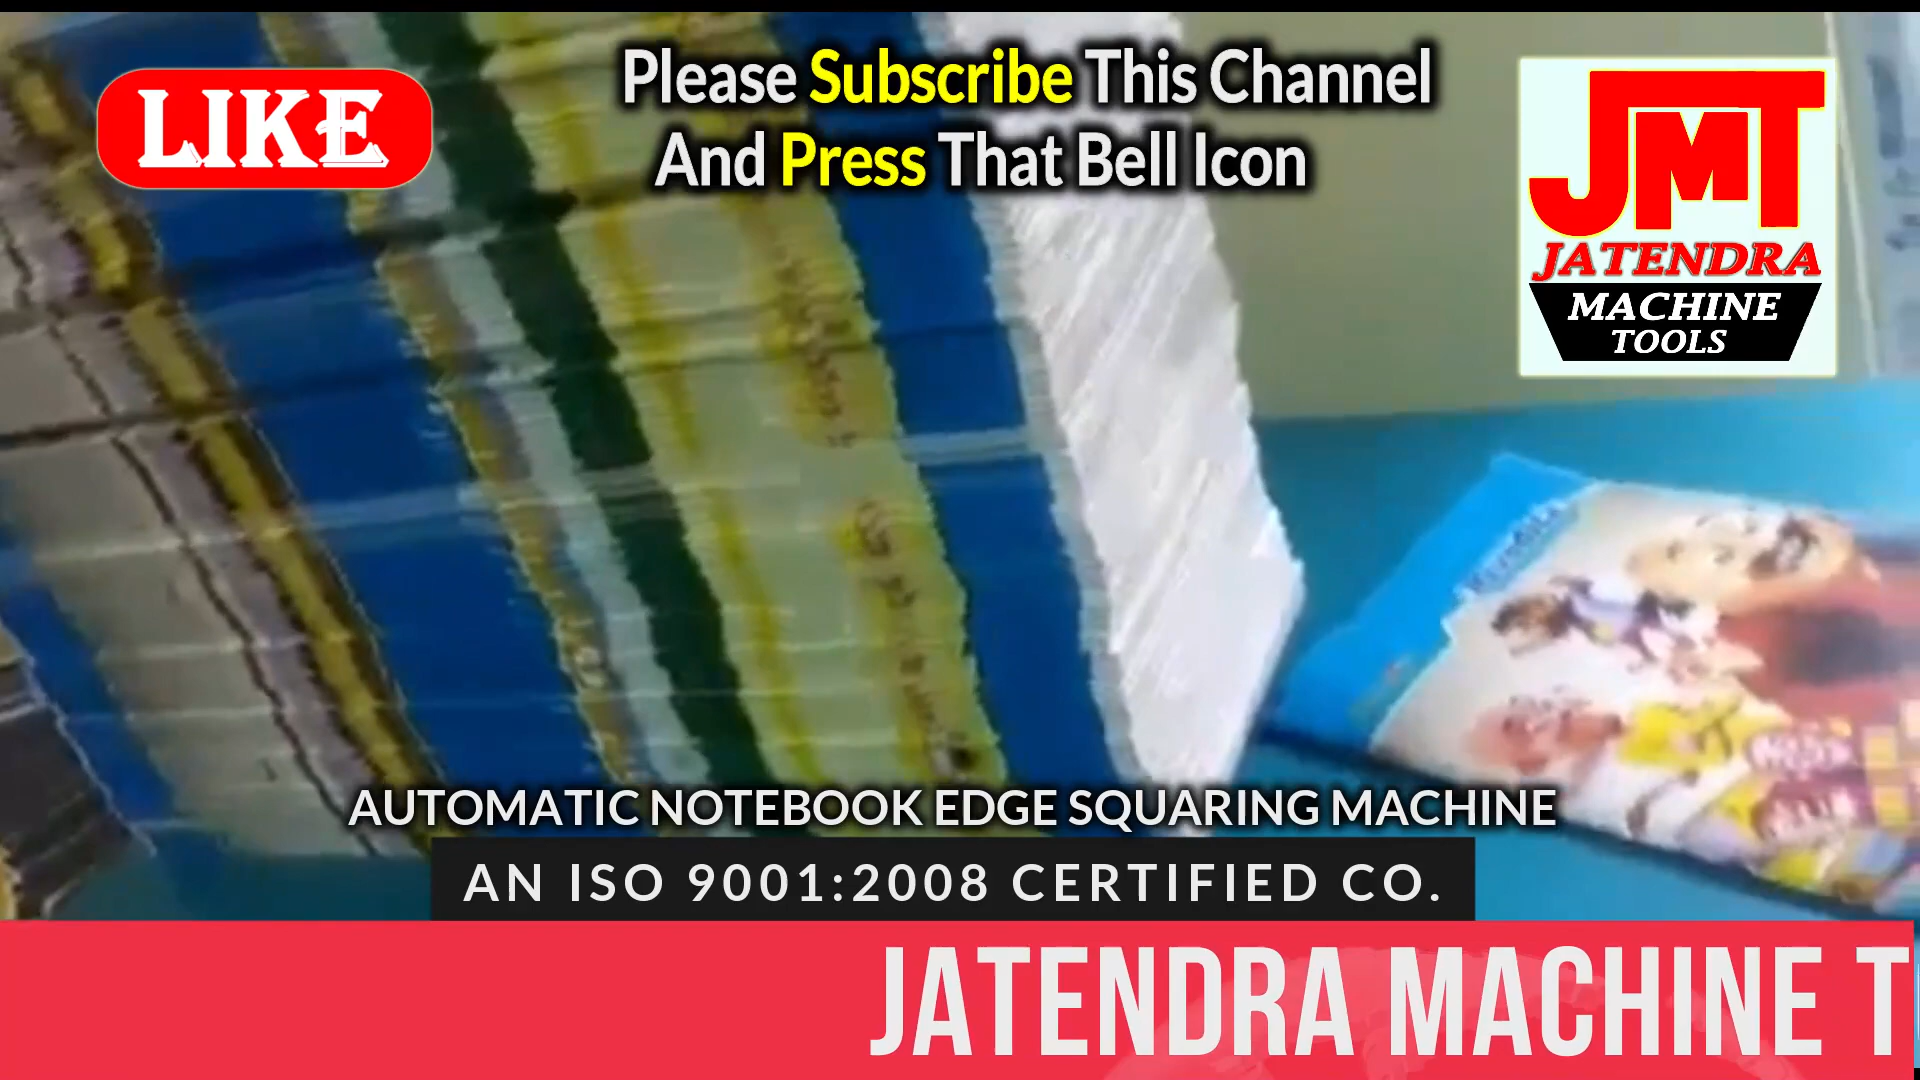 LIKE
Please Subscribe This Channel
And Press That Bell Icon
JMT
JATENDRA
MACHINE
TOOLS
AUTOMATIC NOTEBOOK EDGE SQUARING MACHINE
AN ISO 9001:2008 CERTIFIED CO.
JATENDRA MACHINE T